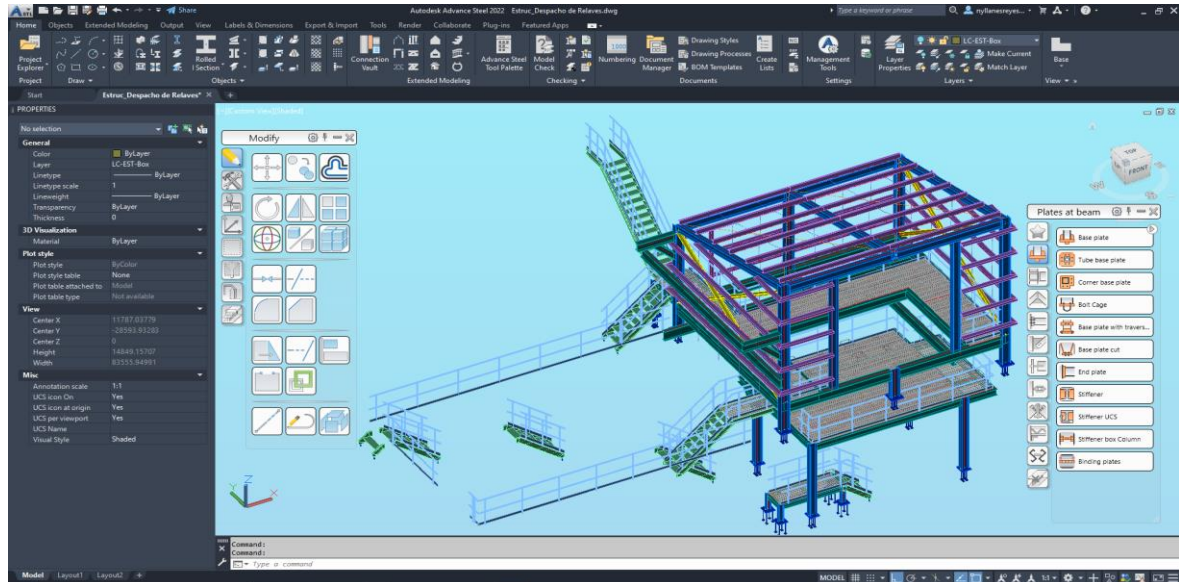 Share
Autodesk Advance Steel 2022 Estruc_Despacho de Relaves.dwg
Type a keyword or phrase
nyflamesreyes...
Home Objects Extended Modeling Output View Labels & Dimensions Export & Import Tools Render Collaborate Plug-ins Featured Apps
Project Explorer
Rolled I Section
Connection Vault
Advance Steel Tool Palette
Model Check
Numbering
Document Manager
Drawing Styles
Drawing Processes
BOM Templates
Create Lists
Management Tools
Layer Properties
LC-EST-Box
Make Current
Match Layer
Base
Project Draw Objects Extended Modeling Checking Documents Settings Layers View
Start Estruc_Despacho de Relaves*
PROPERTIES
No selection
General
Color ByLayer
Layer LC-EST-Box
Linetype ByLayer
Linetype scale 1
Lineweight ByLayer
Transparency ByLayer
Thickness 0
3D Visualization
Material ByLayer
Plot style
Plot style ByColor
Plot style table None
Plot table attached to Model
Plot table type Not available
View
Center X 11787.03779
Center Y -28593.93283
Center Z 0
Height 14849.15707
Width 83555.94991
Misc
Annotation scale 1:1
UCS icon On Yes
UCS icon at origin Yes
UCS per viewport Yes
UCS Name
Visual Style Shaded
Modify
TOP
FRONT
Plates at beam
Base plate
Tube base plate
Corner base plate
Bolt Cage
Base plate with travers...
Base plate cut
End plate
Stiffener
Stiffener UCS
Stiffener box Column
Binding plates
Z
Y
X
Command:
Command:
Type a command
Model Layout1 Layout2 +
MODEL
1:1